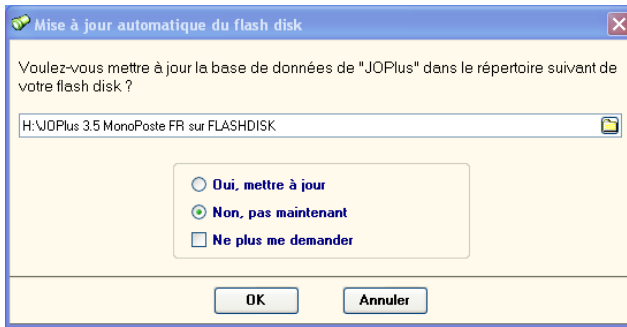 Mise à jour automatique du flash disk
Voulez-vous mettre à jour la base de données de "JOPlus" dans le répertoire suivant de
votre flash disk ?
H:\JOPlus 3.5 MonoPoste FR sur FLASHDISK
Oui, mettre à jour
Non, pas maintenant
Ne plus me demander
OK
Annuler